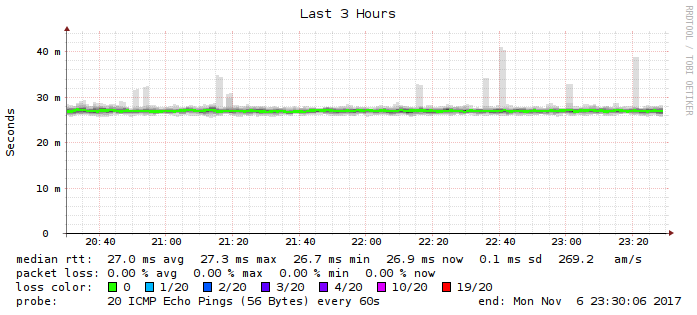 Last 3 Hours
RRDTOOL / TOBI OETIKER
Seconds
40 m
30 m
20 m
10 m
0
20:40 21:00 21:20 21:40 22:00 22:20 22:40 23:00 23:20
median rtt: 27.0 ms avg 27.3 ms max 26.7 ms min 26.9 ms now 0.1 ms sd 269.2 am/s
packet loss: 0.00 % avg 0.00 % max 0.00 % min 0.00 % now
loss color: 0 1/20 2/20 3/20 4/20 10/20 19/20
probe: 20 ICMP Echo Pings (56 Bytes) every 60s end: Mon Nov 6 23:30:06 2017